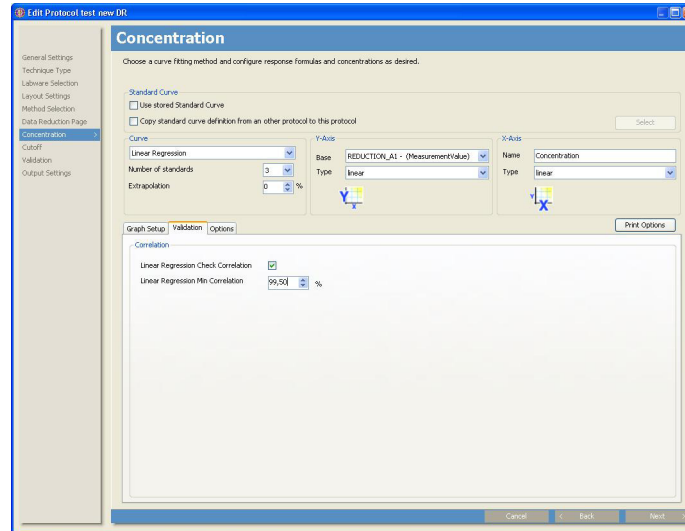 Edit Protocol test new DR
Concentration
Choose a curve fitting method and configure response formulas and concentrations as desired.
General Settings
Technique Type
Labware Selection
Layout Settings
Method Selection
Data Reduction Page
Concentration >
Cutoff
Validation
Output Settings
Standard Curve
Use stored Standard Curve
Copy standard curve definition from an other protocol to this protocol
Select
Curve
Linear Regression
Number of standards 3
Extrapolation 0 %
Y-Axis
Base REDUCTION_A1 - (MeasurementValue)
Type linear
Y
x
X-Axis
Name Concentration
Type linear
Y
X
Graph Setup Validation Options
Print Options
Correlation
Linear Regression Check Correlation
Linear Regression Min Correlation 99,50 %
Cancel < Back Next >